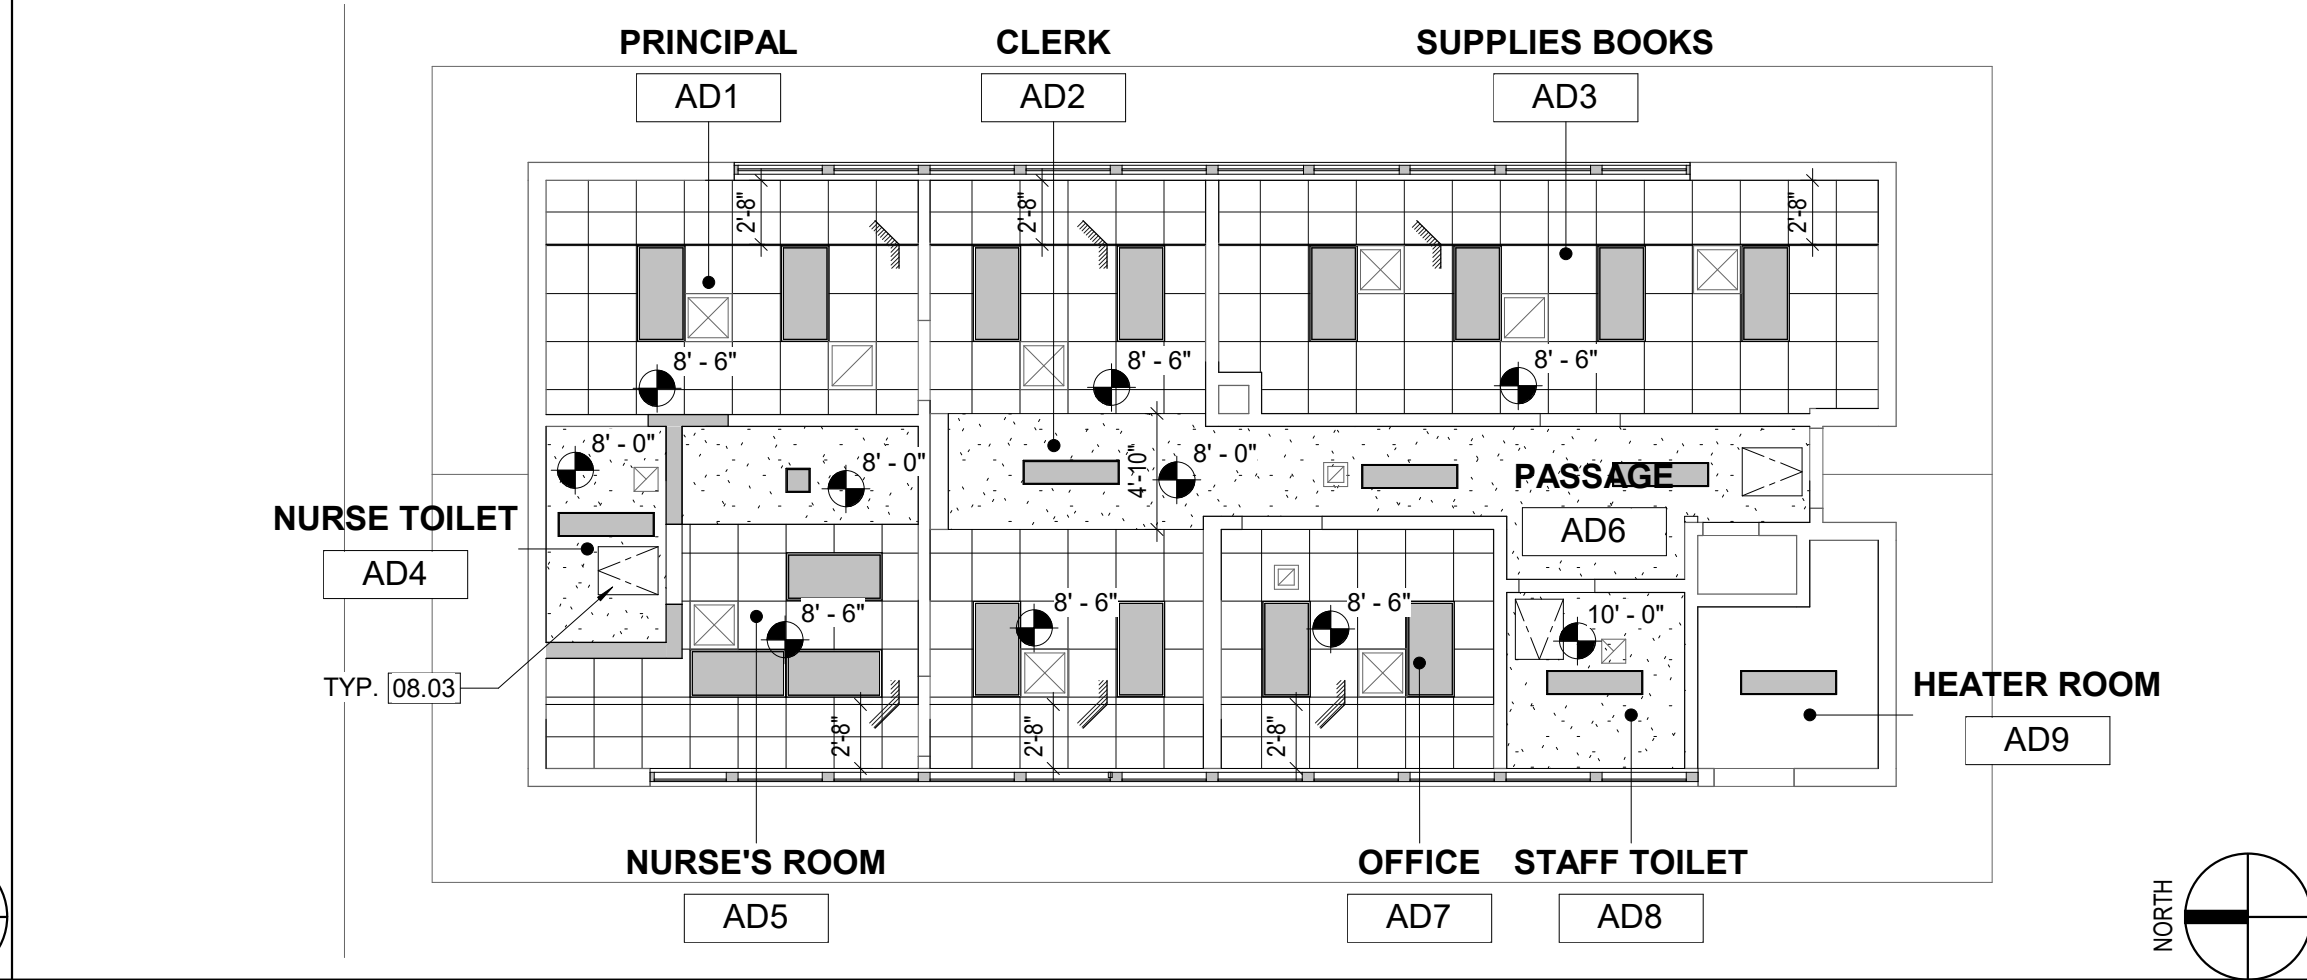 PRINCIPAL
CLERK
SUPPLIES BOOKS
AD1
AD2
AD3
2'-8"
2'-8"
2'-8"
8' - 6"
8' - 6"
8' - 6"
8' - 0"
8' - 0"
4'-10"
8' - 0"
PASSAGE
AD6
NURSE TOILET
AD4
8' - 6"
8' - 6"
8' - 6"
10' - 0"
TYP. 08.03
HEATER ROOM
AD9
2'-8"
2'-8"
2'-8"
NURSE'S ROOM
OFFICE
STAFF TOILET
AD5
AD7
AD8
NORTH